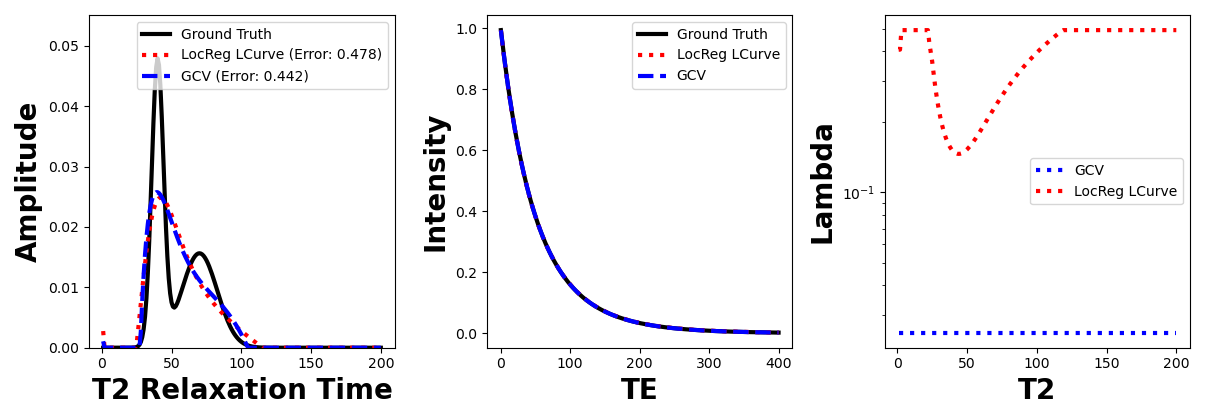 Amplitude
0.05
0.04
0.03
0.02
0.01
0.00
Ground Truth
LocReg LCurve (Error: 0.478)
GCV (Error: 0.442)
0 50 100 150 200
T2 Relaxation Time
Intensity
1.0
0.8
0.6
0.4
0.2
0.0
Ground Truth
LocReg LCurve
GCV
0 100 200 300 400
TE
Lambda
10⁻¹
GCV
LocReg LCurve
0 50 100 150 200
T2